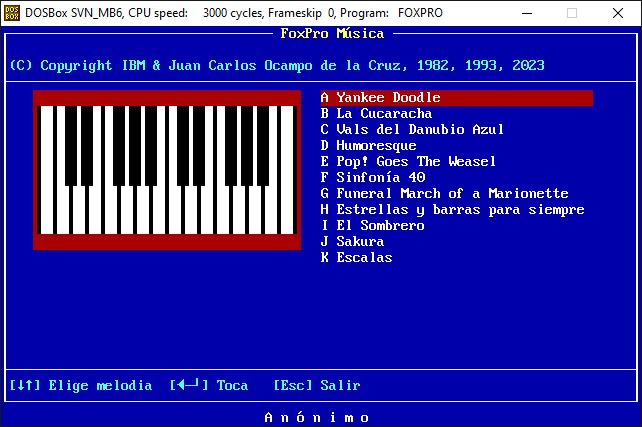 DOSBox SVN_MB6, CPU speed: 3000 cycles, Frameskip 0, Program: FOXPRO
FoxPro Música
(C) Copyright IBM & Juan Carlos Ocampo de la Cruz, 1982, 1993, 2023
A Yankee Doodle
B La Cucaracha
C Vals del Danubio Azul
D Humoresque
E Pop! Goes The Weasel
F Sinfonía 40
G Funeral March of a Marionette
H Estrellas y barras para siempre
I El Sombrero
J Sakura
K Escalas
[↓↑] Elige melodia [◄─┘] Toca [Esc] Salir
A n ó n i m o